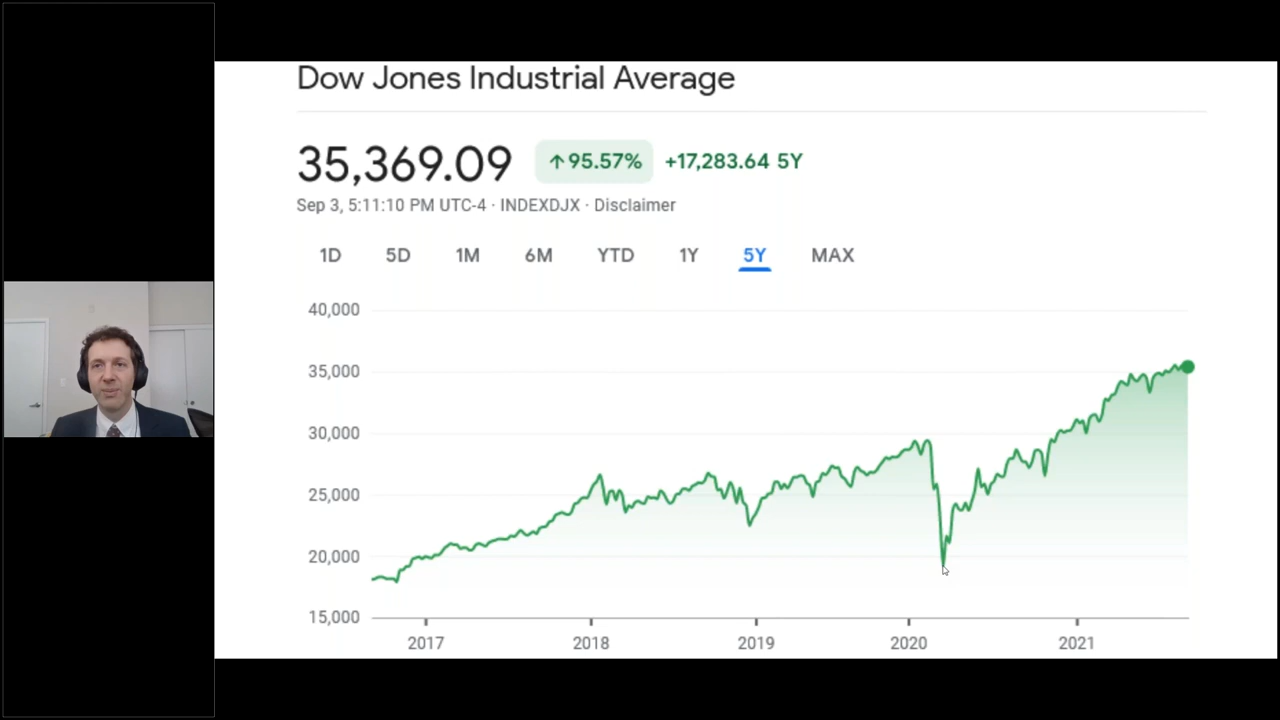 Dow Jones Industrial Average
35,369.09 ↑95.57% +17,283.64 5Y
Sep 3, 5:11:10 PM UTC-4 · INDEXDJX · Disclaimer
1D 5D 1M 6M YTD 1Y 5Y MAX
40,000
35,000
30,000
25,000
20,000
15,000
2017 2018 2019 2020 2021